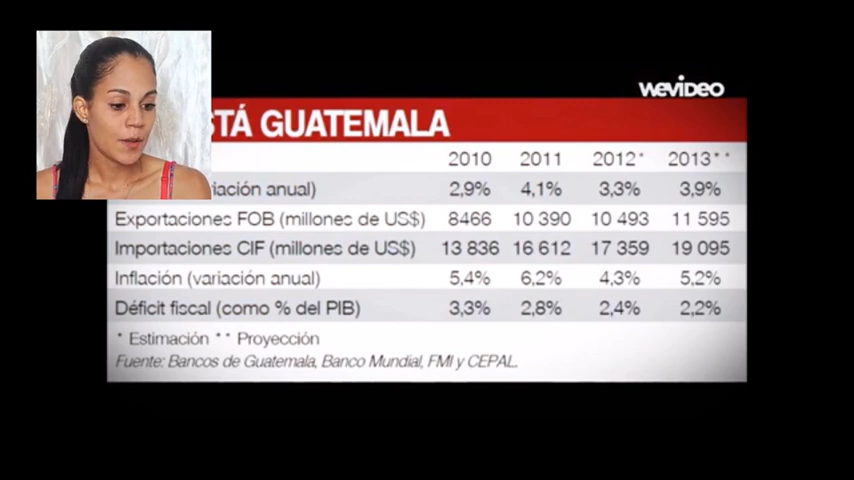 WEVIDEO
STÁ GUATEMALA
2010 2011 2012* 2013**
iación anual) 2,9% 4,1% 3,3% 3,9%
Exportaciones FOB (millones de US$) 8466 10 390 10 493 11 595
Importaciones CIF (millones de US$) 13 836 16 612 17 359 19 095
Inflación (variación anual) 5,4% 6,2% 4,3% 5,2%
Déficit fiscal (como % del PIB) 3,3% 2,8% 2,4% 2,2%
* Estimación ** Proyección
Fuente: Bancos de Guatemala, Banco Mundial, FMI y CEPAL.